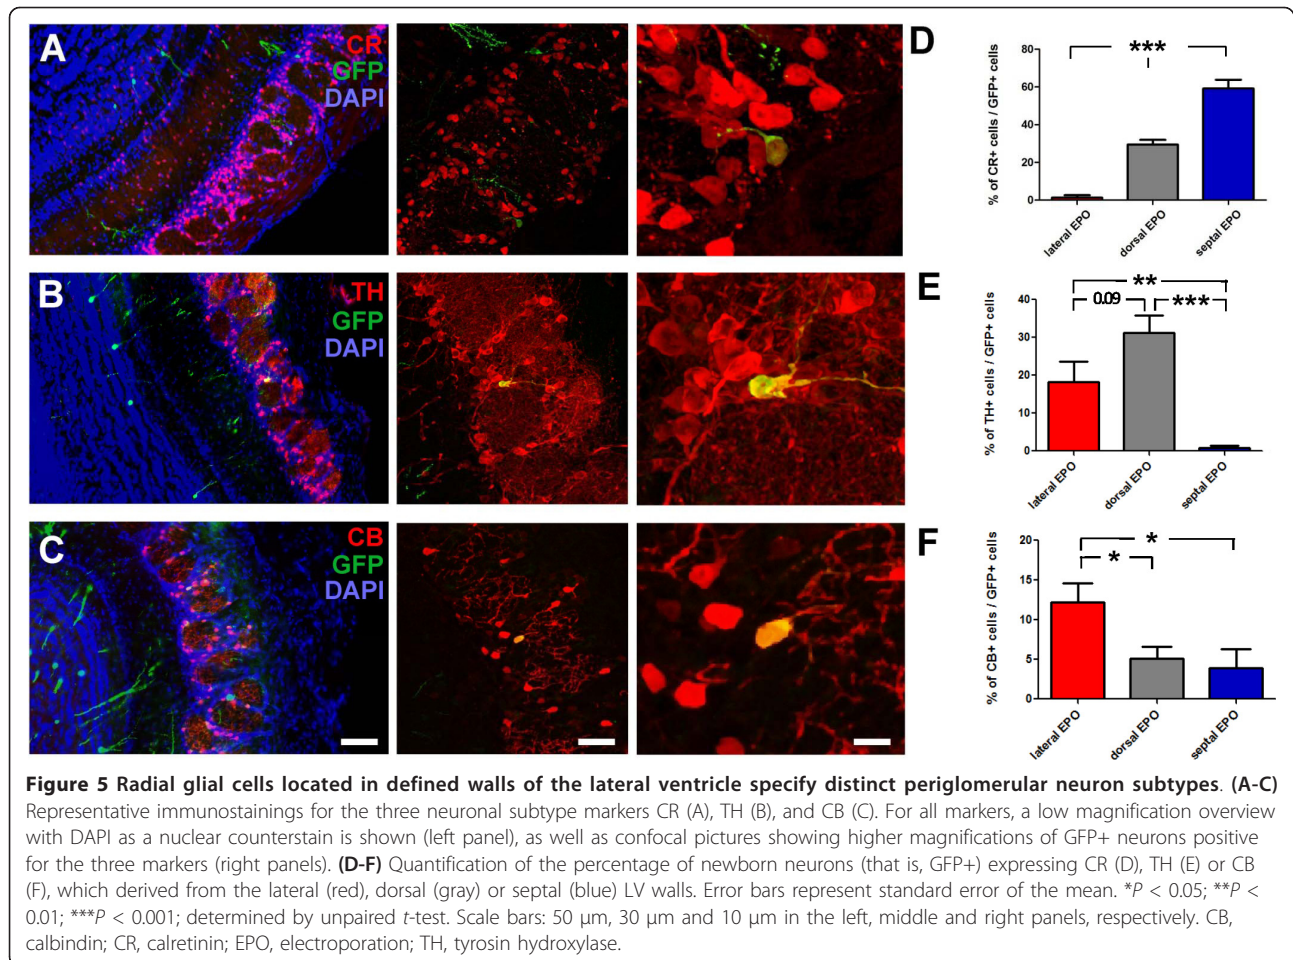 A
CR
GFP
DAPI
D
% of CR+ cells / GFP+ cells
80
60
40
20
0
***
lateral EPO
dorsal EPO
septal EPO
B
TH
GFP
DAPI
E
% of TH+ cells / GFP+ cells
40
30
20
10
0
**
0.09
***
lateral EPO
dorsal EPO
septal EPO
C
CB
GFP
DAPI
F
% of CB+ cells / GFP+ cells
20
15
10
5
0
*
*
lateral EPO
dorsal EPO
septal EPO
Figure 5 Radial glial cells located in defined walls of the lateral ventricle specify distinct periglomerular neuron subtypes. (A-C)
Representative immunostainings for the three neuronal subtype markers CR (A), TH (B), and CB (C). For all markers, a low magnification overview
with DAPI as a nuclear counterstain is shown (left panel), as well as confocal pictures showing higher magnifications of GFP+ neurons positive
for the three markers (right panels). (D-F) Quantification of the percentage of newborn neurons (that is, GFP+) expressing CR (D), TH (E) or CB
(F), which derived from the lateral (red), dorsal (gray) or septal (blue) LV walls. Error bars represent standard error of the mean. *P < 0.05; **P <
0.01; ***P < 0.001; determined by unpaired t-test. Scale bars: 50 μm, 30 μm and 10 μm in the left, middle and right panels, respectively. CB,
calbindin; CR, calretinin; EPO, electroporation; TH, tyrosin hydroxylase.